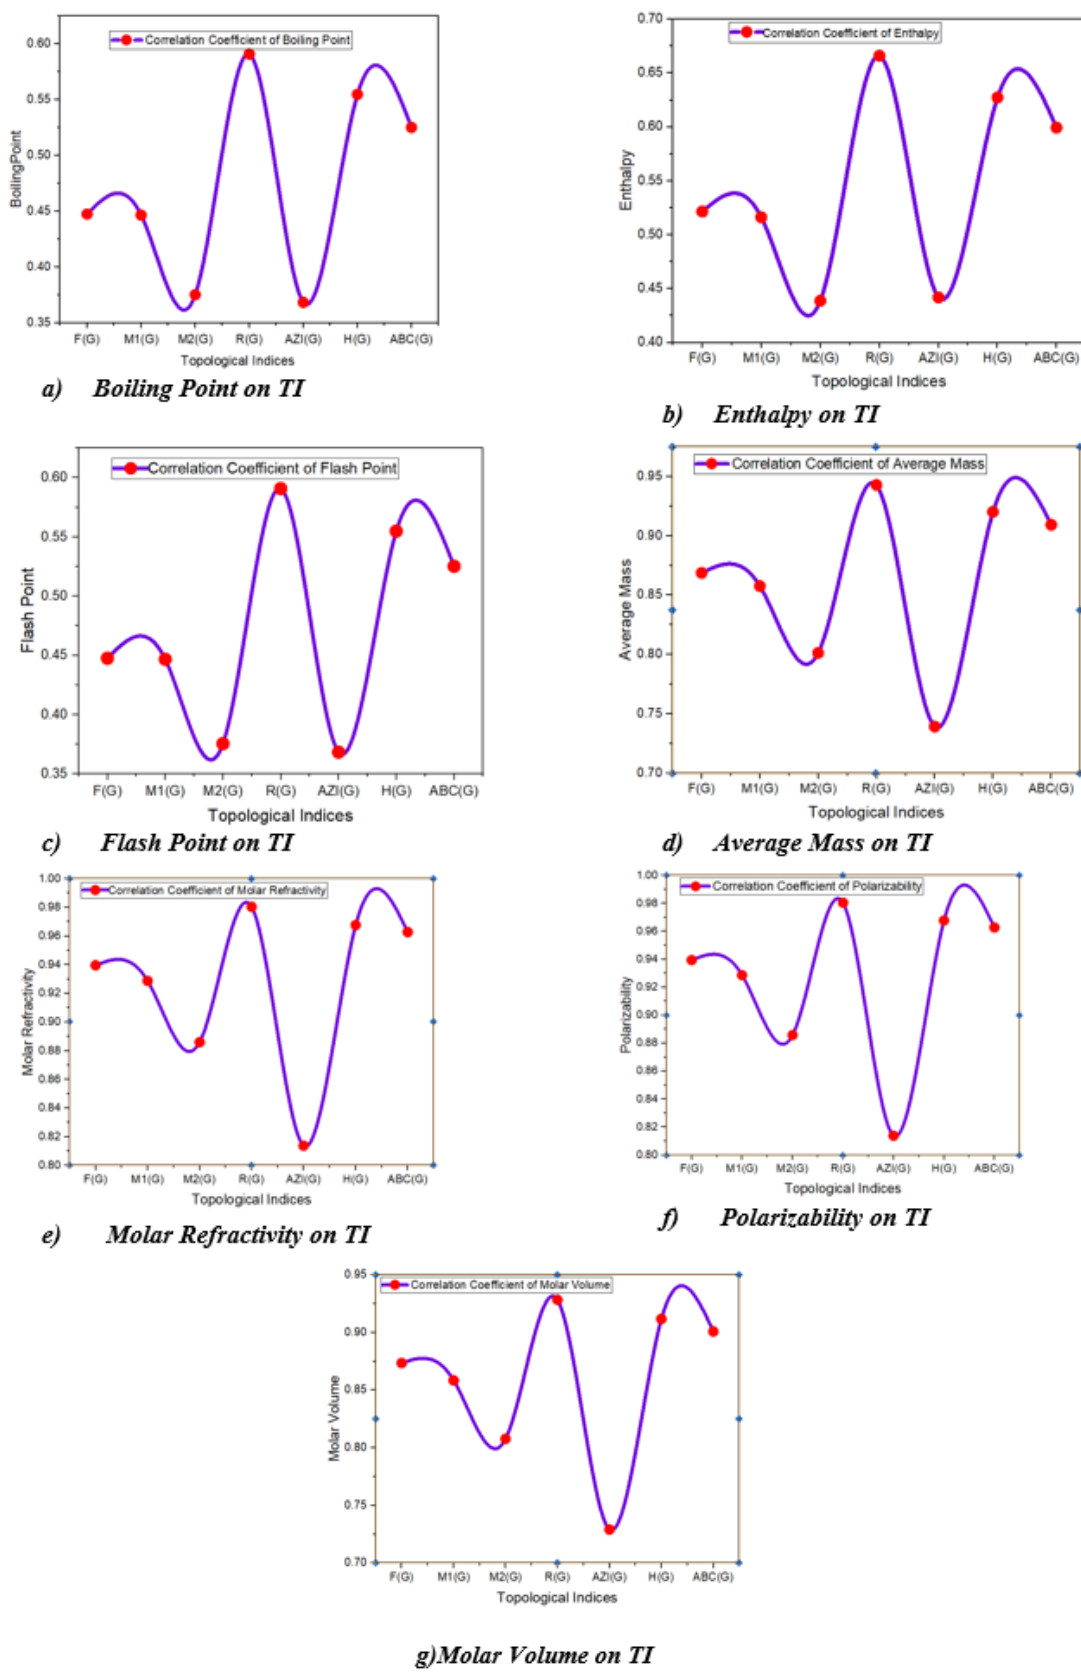 Correlation Coefficient of Boiling Point
BoilingPoint
0.60
0.55
0.50
0.45
0.40
0.35
F(G) M1(G) M2(G) R(G) AZI(G) H(G) ABC(G)
Topological Indices
a) Boiling Point on TI
Correlation Coefficient of Enthalpy
Enthalpy
0.70
0.65
0.60
0.55
0.50
0.45
0.40
F(G) M1(G) M2(G) R(G) AZI(G) H(G) ABC(G)
Topological Indices
b) Enthalpy on TI
Correlation Coefficient of Flash Point
Flash Point
0.60
0.55
0.50
0.45
0.40
0.35
F(G) M1(G) M2(G) R(G) AZI(G) H(G) ABC(G)
Topological Indices
c) Flash Point on TI
Correlation Coefficient of Average Mass
Average Mass
0.95
0.90
0.85
0.80
0.75
0.70
F(G) M1(G) M2(G) R(G) AZI(G) H(G) ABC(G)
Topological Indices
d) Average Mass on TI
Correlation Coefficient of Molar Refractivity
Molar Refractivity
1.00
0.98
0.96
0.94
0.92
0.90
0.88
0.86
0.84
0.82
0.80
F(G) M1(G) M2(G) R(G) AZI(G) H(G) ABC(G)
Topological Indices
e) Molar Refractivity on TI
Correlation Coefficient of Polarizability
Polarizability
1.00
0.98
0.96
0.94
0.92
0.90
0.88
0.86
0.84
0.82
0.80
F(G) M1(G) M2(G) R(G) AZI(G) H(G) ABC(G)
Topological Indices
f) Polarizability on TI
Correlation Coefficient of Molar Volume
Molar Volume
0.95
0.90
0.85
0.80
0.75
0.70
F(G) M1(G) M2(G) R(G) AZI(G) H(G) ABC(G)
Topological Indices
g)Molar Volume on TI